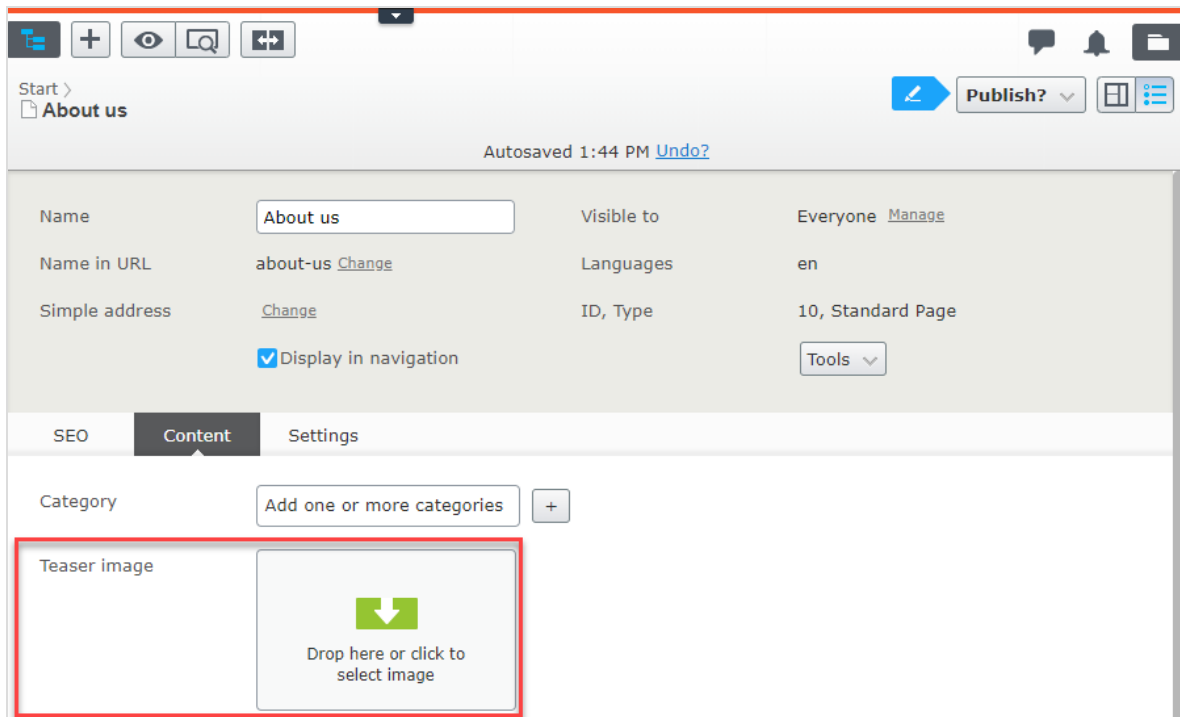 Start >
About us
Publish?
Autosaved 1:44 PM Undo?
Name About us Visible to Everyone Manage
Name in URL about-us Change Languages en
Simple address Change ID, Type 10, Standard Page
Display in navigation Tools
SEO Content Settings
Category Add one or more categories +
Teaser image
Drop here or click to
select image